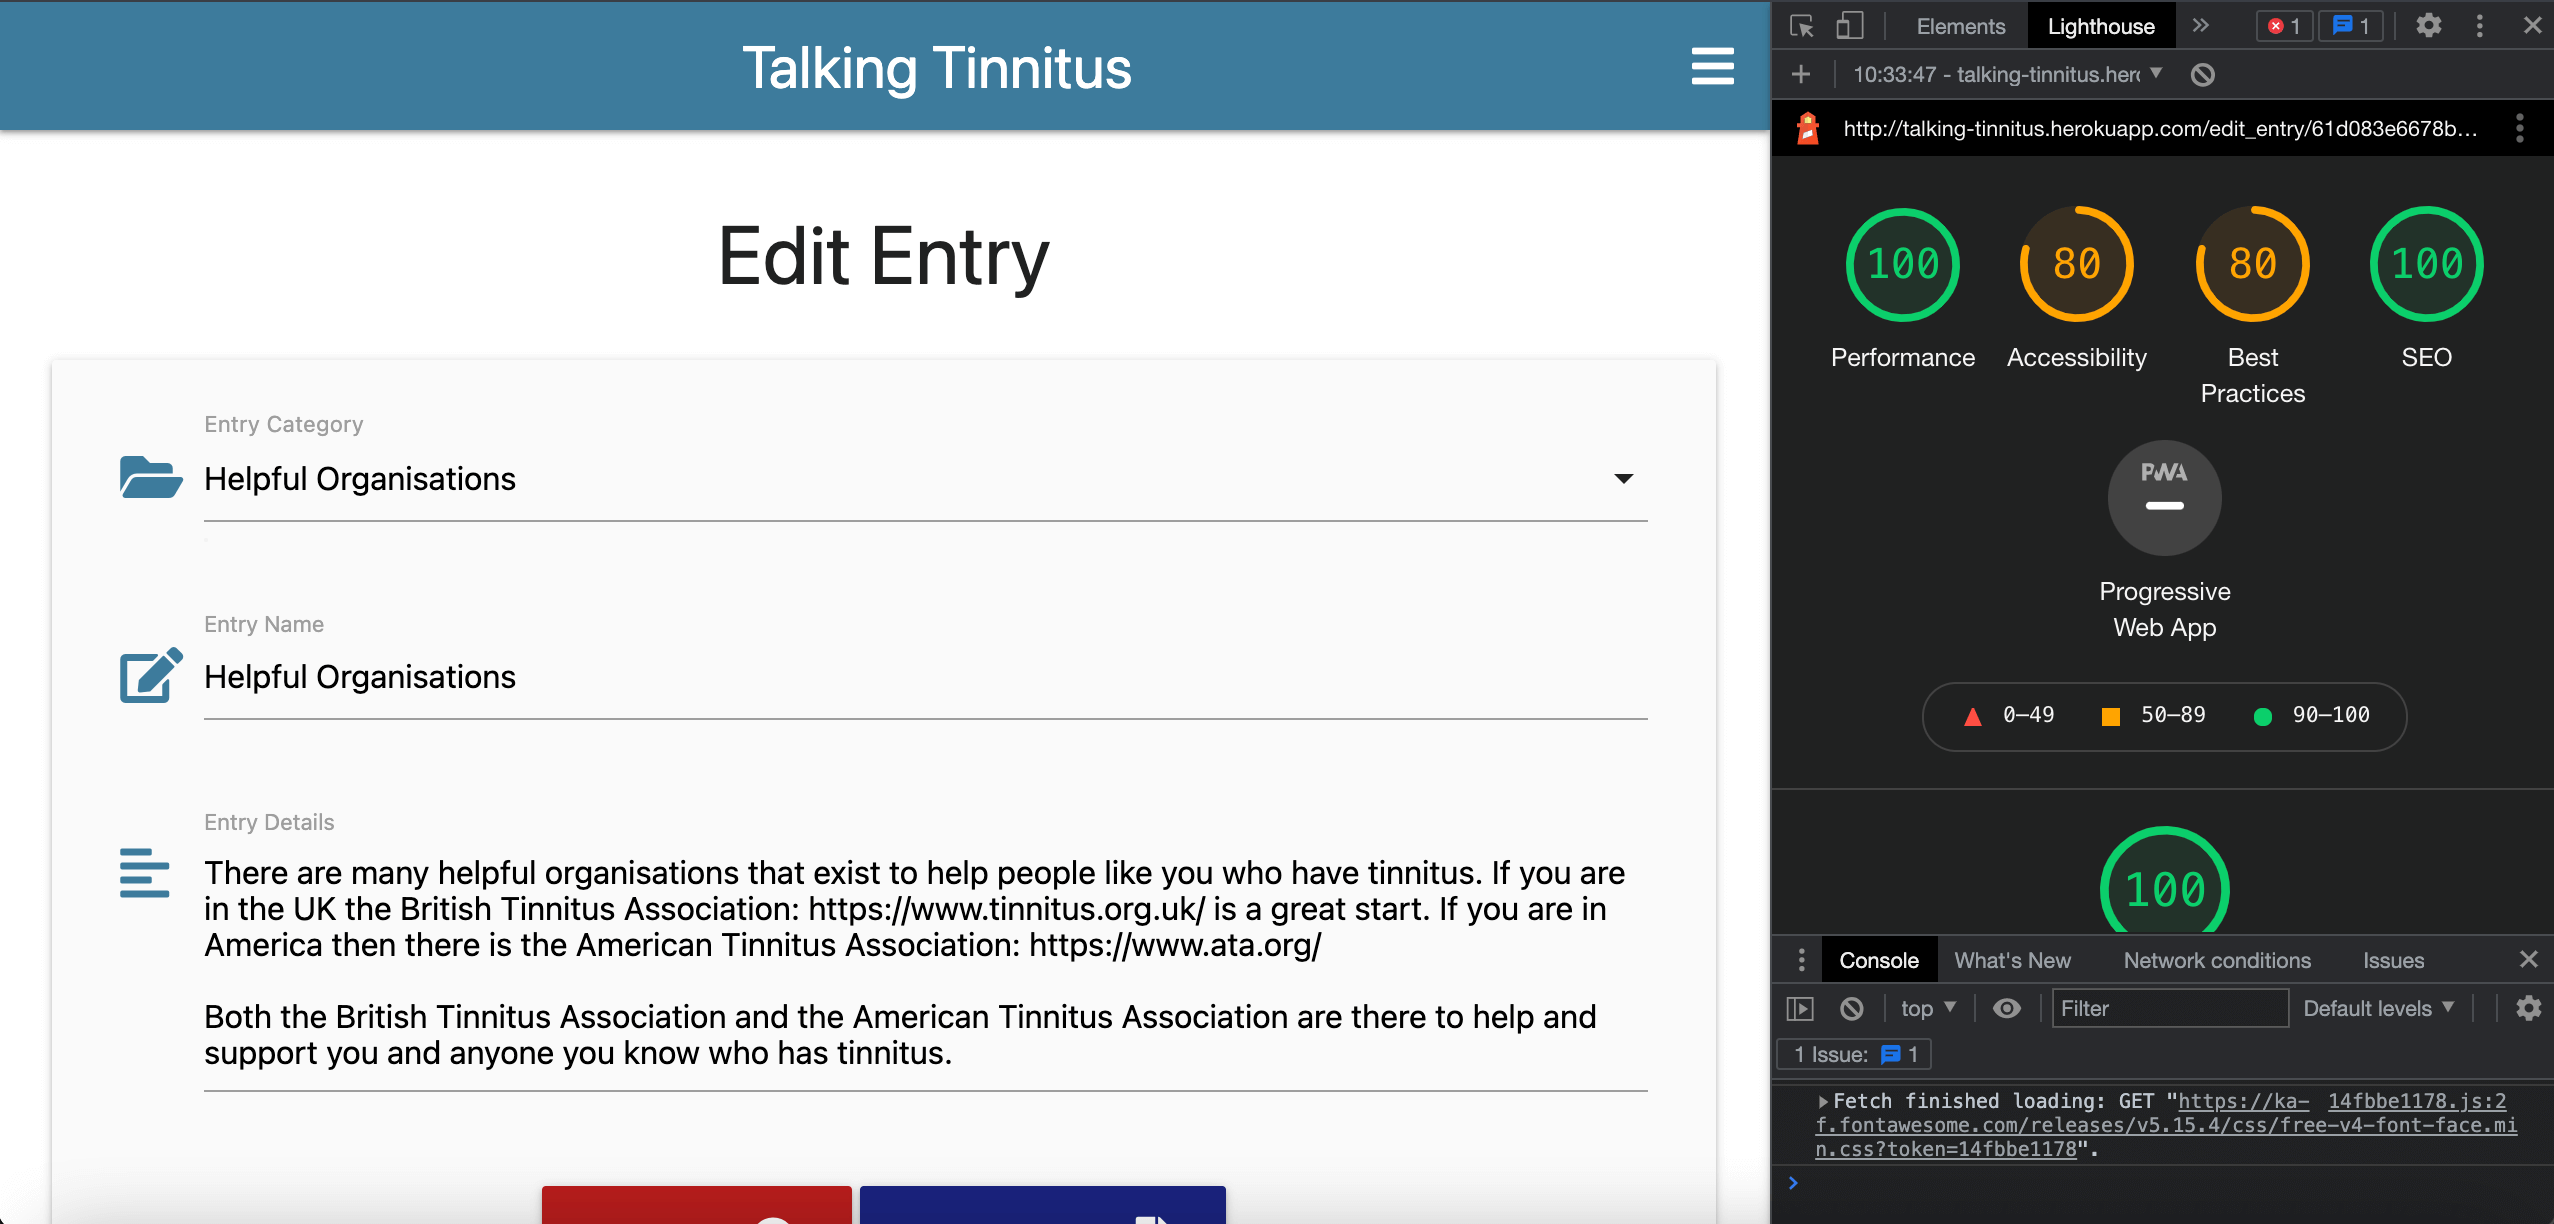 Talking Tinnitus
Edit Entry
Entry Category
Helpful Organisations
Entry Name
Helpful Organisations
Entry Details
There are many helpful organisations that exist to help people like you who have tinnitus. If you are
in the UK the British Tinnitus Association: https://www.tinnitus.org.uk/ is a great start. If you are in
America then there is the American Tinnitus Association: https://www.ata.org/
Both the British Tinnitus Association and the American Tinnitus Association are there to help and
support you and anyone you know who has tinnitus.
Elements
Lighthouse
1
1
10:33:47 - talking-tinnitus.her
http://talking-tinnitus.herokuapp.com/edit_entry/61d083e6678b...
100
80
80
100
Performance
Accessibility
Best
Practices
SEO
PWA
Progressive
Web App
0–49
50–89
90–100
100
Console
What's New
Network conditions
Issues
top
Filter
Default levels
1 Issue: 1
Fetch finished loading: GET "https://ka- 14fbbe1178.js:2
f.fontawesome.com/releases/v5.15.4/css/free-v4-font-face.mi
n.css?token=14fbbe1178".